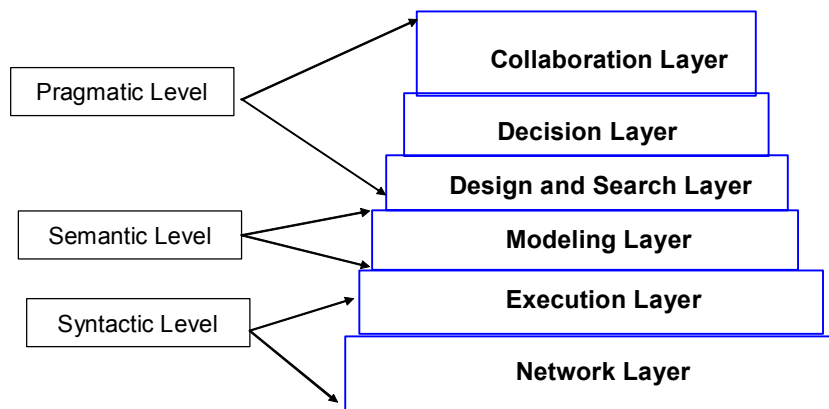 Collaboration Layer
Pragmatic Level
Decision Layer
Design and Search Layer
Semantic Level
Modeling Layer
Execution Layer
Syntactic Level
Network Layer